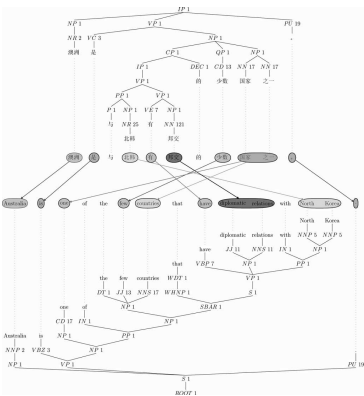 IP 1
NP 1 VP 1 PU 19
NR 2 VC 3 NP 1 。
澳洲 是 CP 1 QP 1 NP 1
IP 1 DEC 1 CD 13 NN 17 NN 17
VP 1 的 少数 国家 之一
PP 1 VP 1
P 1 NP 1 VE 7 NP 1
与 NR 25 有 NN 121
北韩 邦交
澳洲 是 与 北韩 有 邦交 的 少数
Australia is one of the few countries that have diplomatic relations with North Korea
North Korea
diplomatic relations with NNP 5 NNP 5
have JJ 11 NNS 11 IN 1 NP 1
VBP 7 NP 1 PP 1
that VP 1
the few countries WDT 1
DT 1 JJ 13 NNS 17 WHNP 1 S 1
one of NP 1 SBAR 1
CD 17 IN 1 NP 1
Australia is NP 1 PP 1
NNP 2 VBZ 3 NP 1
NP 1 VP 1 PU 19
S 1
ROOT 1